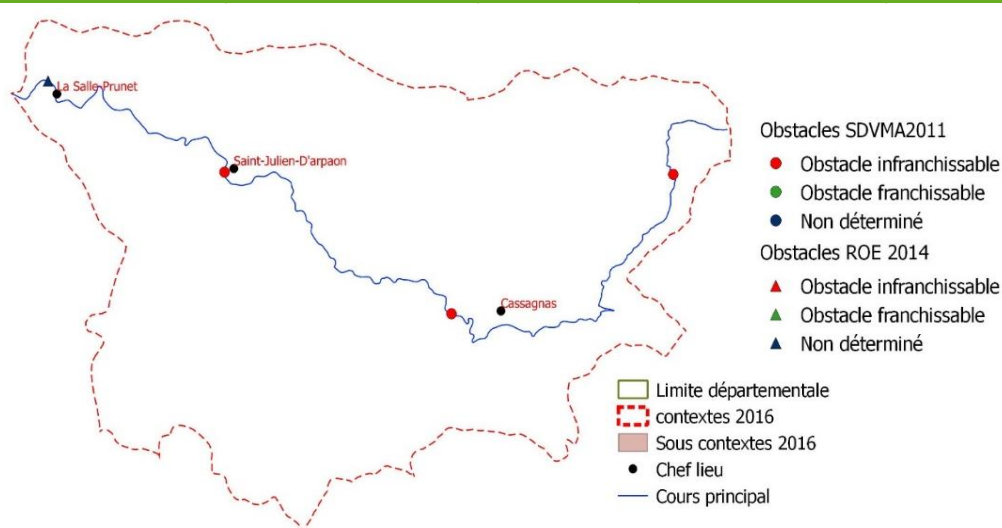 La Salle-Prunet
Saint-Julien-D'arpaon
Cassagnas
Obstacles SDVMA2011
Obstacle infranchissable
Obstacle franchissable
Non déterminé
Obstacles ROE 2014
Obstacle infranchissable
Obstacle franchissable
Non déterminé
Limite départementale
contextes 2016
Sous contextes 2016
Chef lieu
Cours principal